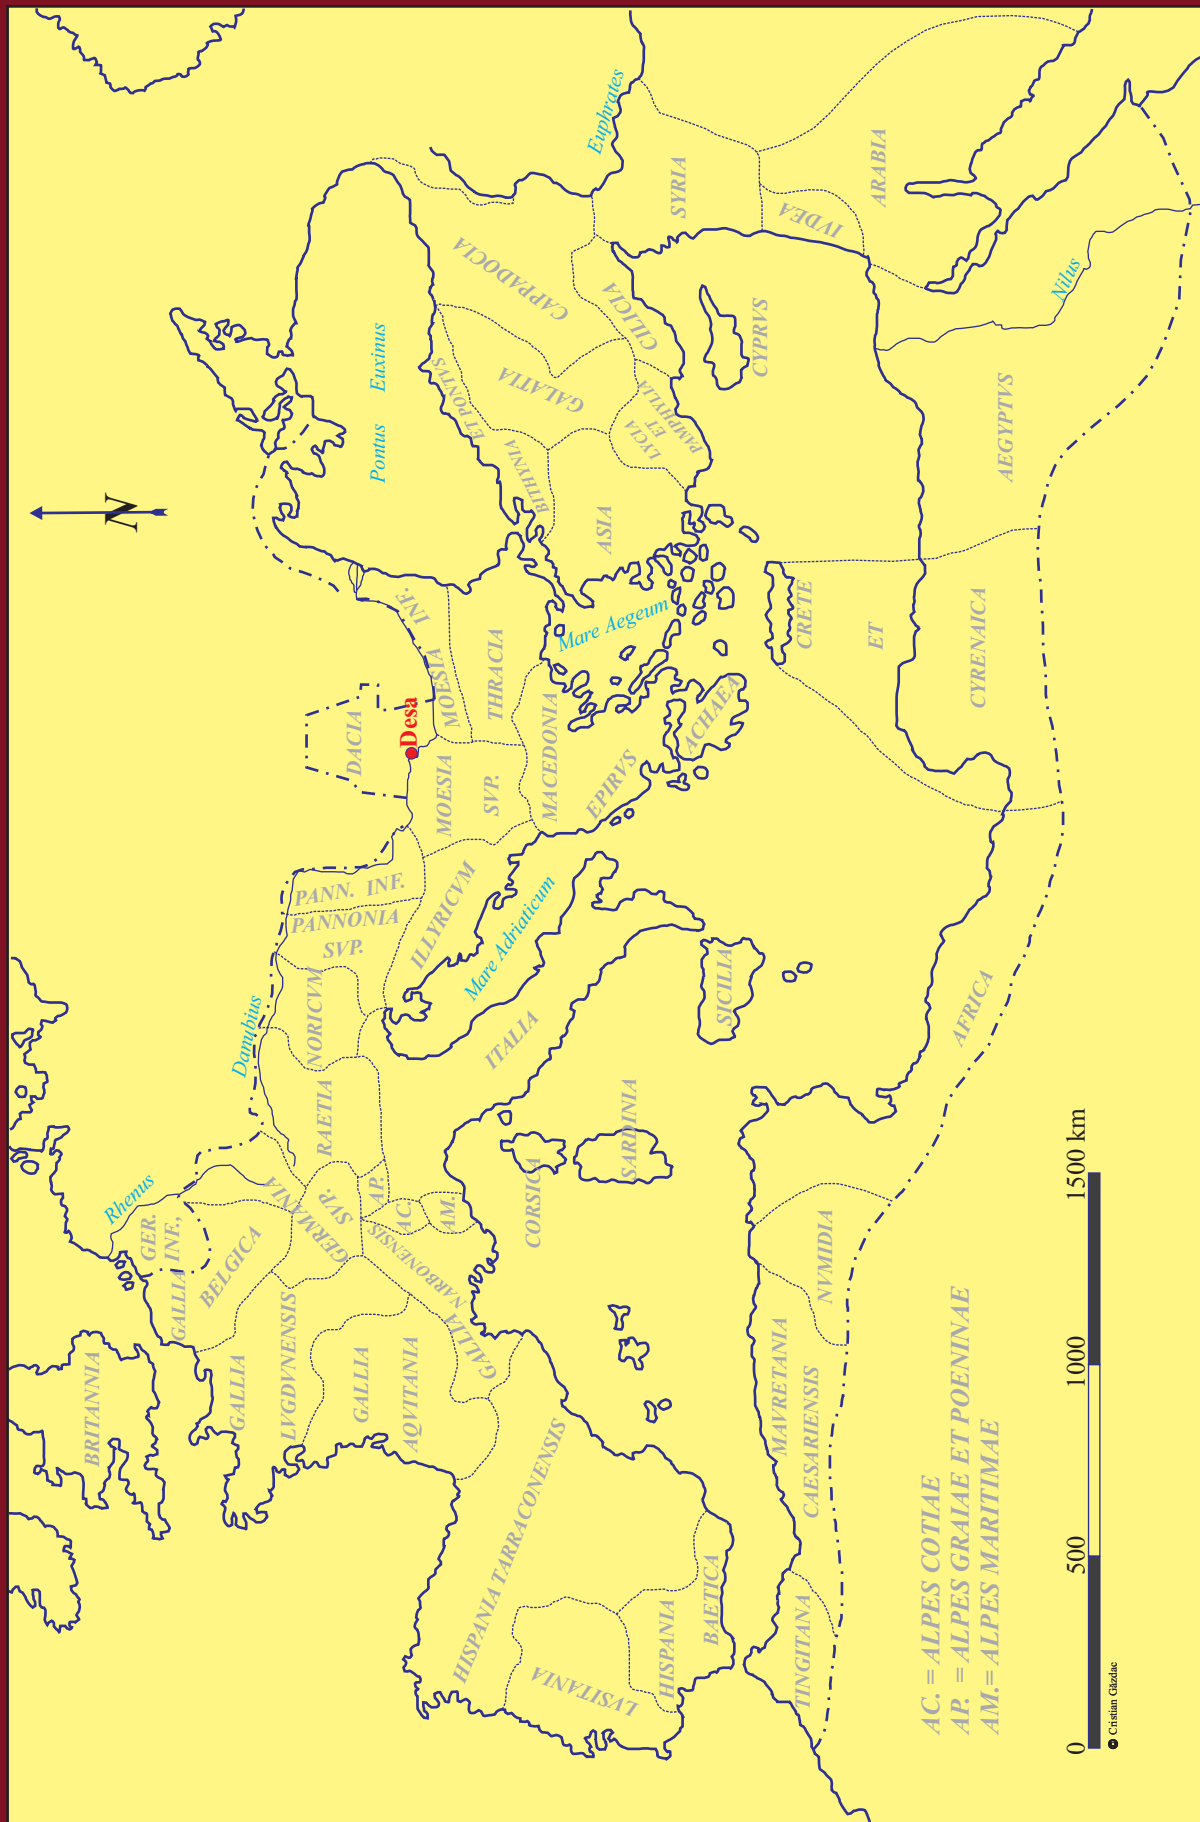 BRITANNIA
Rhenus
GER.
INF.,
GALLIA
BELGICA
GALLIA
LVGDVNENSIS
GERMANIA
SVP.
GALLIA
AQVITANIA
GALLIA NARBONENSIS
AP.
AC.
AM.
Danubius
RAETIA
NORICVM
PANNONIA
SVP.
PANN. INF.
DACIA
Desa
ILLYRICVM
MOESIA
SVP.
MOESIA INF.
THRACIA
MACEDONIA
EPIRVS
ACHAEA
Mare Adriaticum
Mare Aegeum
ITALIA
CORSICA
SARDINIA
SICILIA
N
Pontus Euxinus
BITHYNIA ET PONTVS
ASIA
GALATIA
CAPPADOCIA
LYCIA
ET
PAMPHYLIA
CILICIA
CYPRVS
Euphrates
SYRIA
IVDEA
ARABIA
Nilus
AEGYPTVS
CRETE
ET
CYRENAICA
AFRICA
NVMIDIA
MAVRETANIA
CAESARIENSIS
TINGITANA
HISPANIA TARRACONENSIS
LVSITANIA
HISPANIA
BAETICA
AC. = ALPES COTIAE
AP. = ALPES GRAIAE ET POENINAE
AM.= ALPES MARITIMAE
0 500 1000 1500 km
© Cristian Găzdac